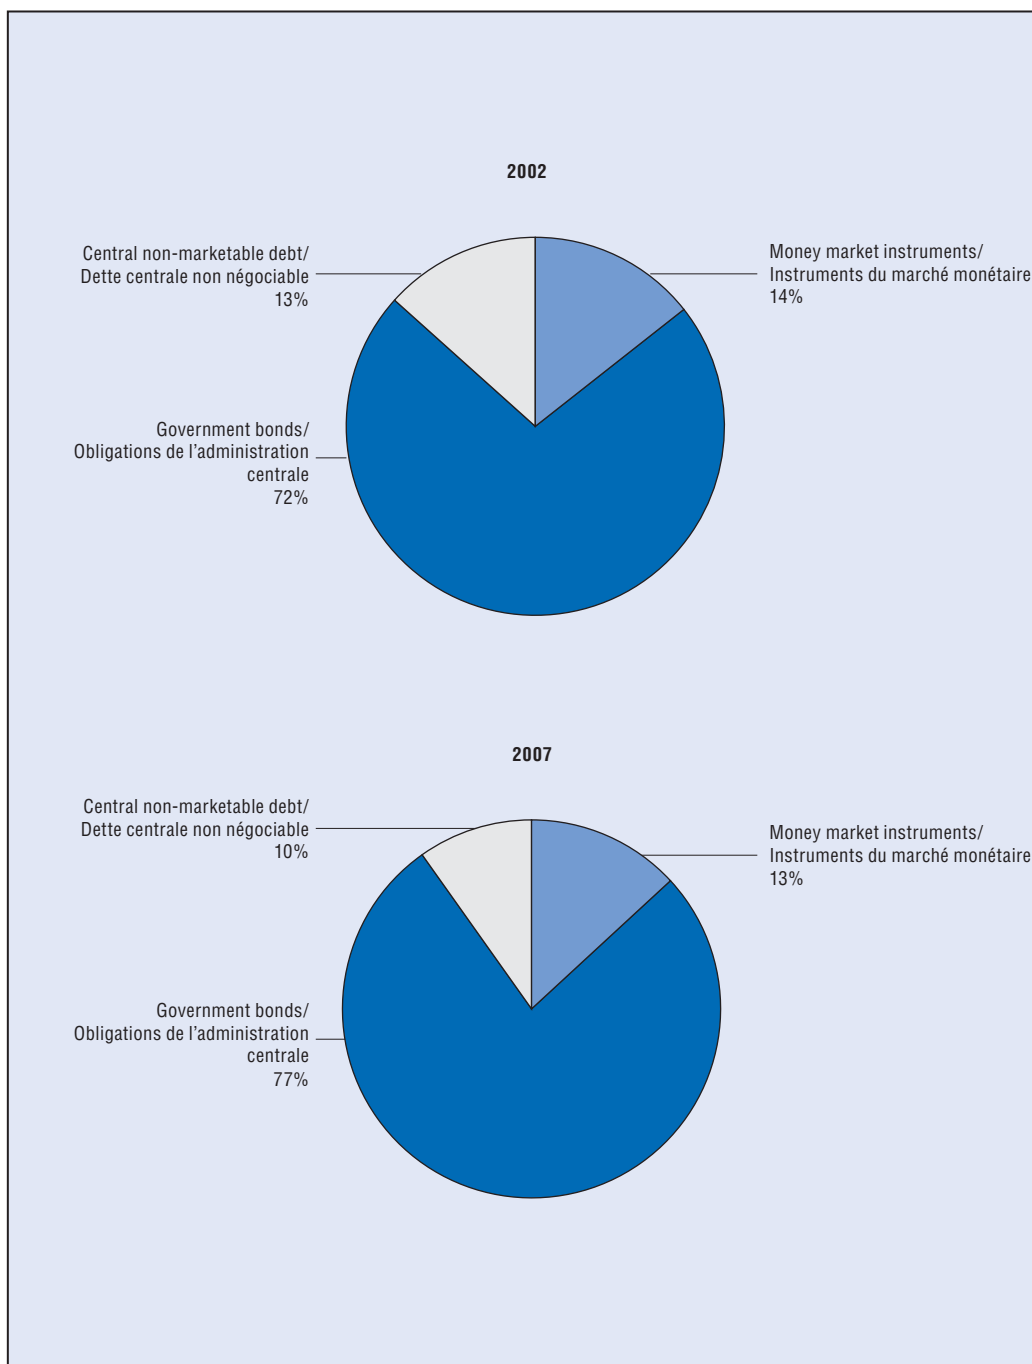 2002
Central non-marketable debt/
Dette centrale non négociable
13%
Money market instruments/
Instruments du marché monétaire
14%
Government bonds/
Obligations de l'administration
centrale
72%
2007
Central non-marketable debt/
Dette centrale non négociable
10%
Money market instruments/
Instruments du marché monétaire
13%
Government bonds/
Obligations de l'administration
centrale
77%